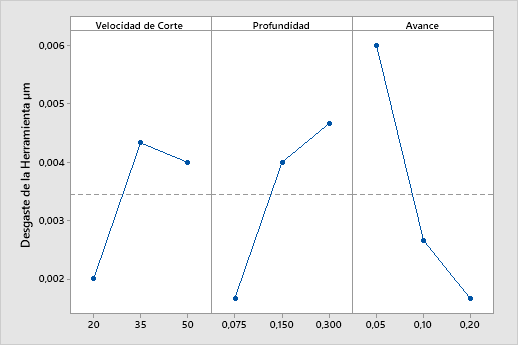 Velocidad de Corte Profundidad Avance
0,006
0,005
0,004
0,003
0,002
Desgaste de la Herramienta µm
20 35 50 0,075 0,150 0,300 0,05 0,10 0,20